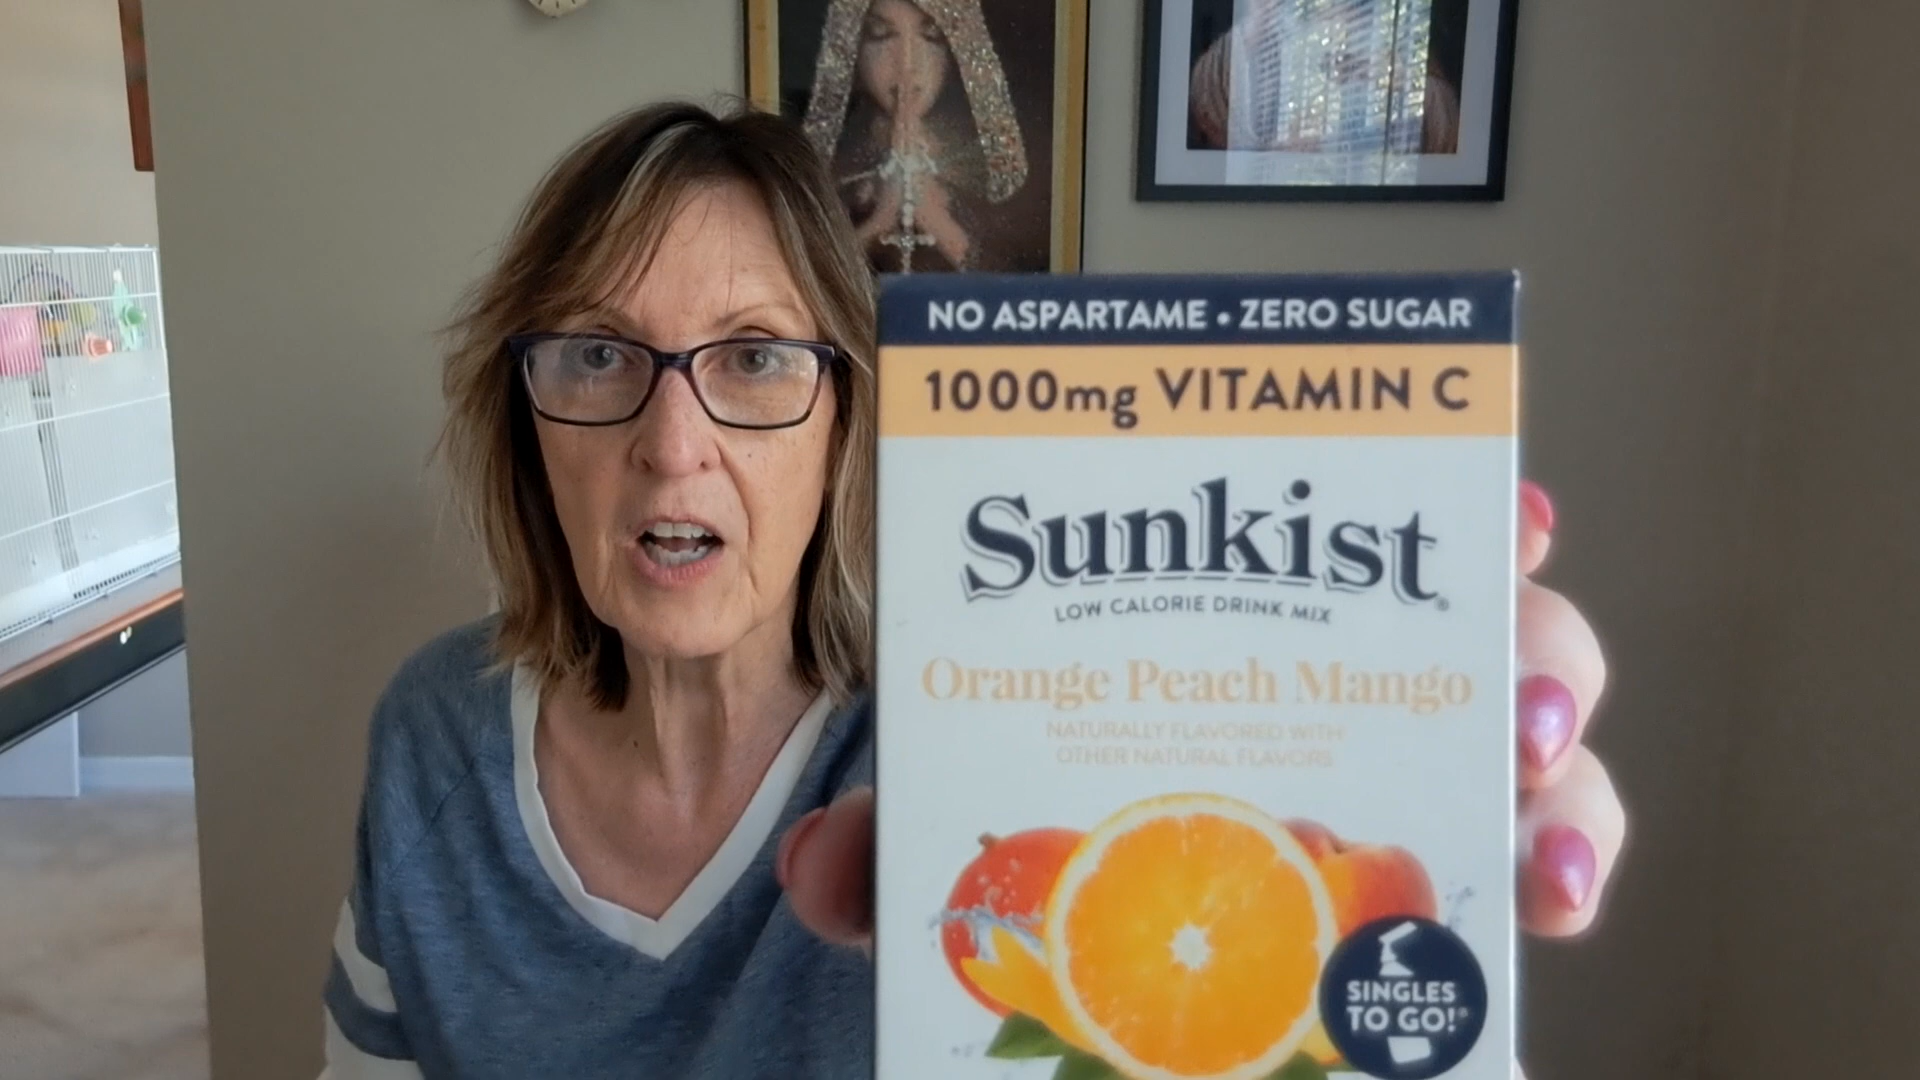 NO ASPARTAME • ZERO SUGAR
1000mg VITAMIN C
Sunkist®
LOW CALORIE DRINK MIX
Orange Peach Mango
NATURALLY FLAVORED WITH
OTHER NATURAL FLAVORS
SINGLES
TO GO!®